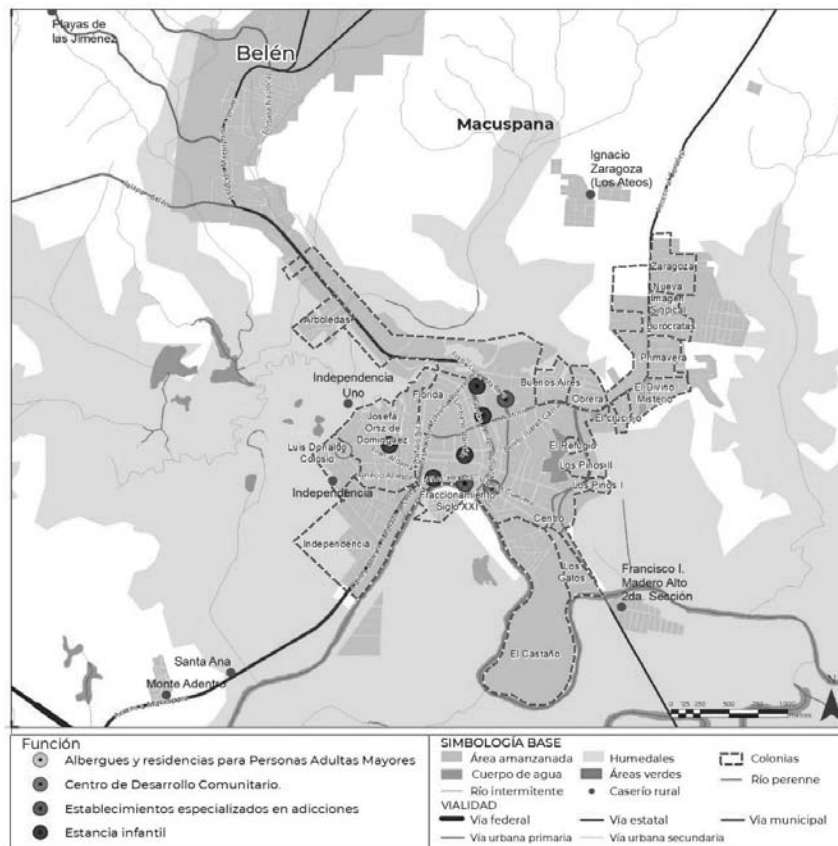 Playas de
las Jiménez
Belén
Macuspana
Ignacio
Zaragoza
(Los Ateos)
Zaragoza
Nueva
Imagen
Sindical
Burócratas
Primavera
El Divino
Misterio
Arboledas
Buenos Aires
Obrera
El crucifijo
Independencia
Uno
Florida
Josefa
Ortiz de
Dominguez
Luis Donaldo
Colosio
El Refugio
Los Pinos II
Los Pinos I
Independencia
Fraccionamiento
Siglo XXI
Centro
Independencia
Los
Gatos
Francisco I.
Madero Alto
2da. Sección
El Castaño
Santa Ana
Monte Adentro
Función
Albergues y residencias para Personas Adultas Mayores
Centro de Desarrollo Comunitario.
Establecimientos especializados en adicciones
Estancia infantil
SIMBOLOGÍA BASE
Área amanzanada
Humedales
Colonias
Cuerpo de agua
Áreas verdes
Río perenne
Río intermitente
Caserío rural
VIALIDAD
Vía federal
Vía estatal
Vía municipal
Vía urbana primaria
Vía urbana secundaria